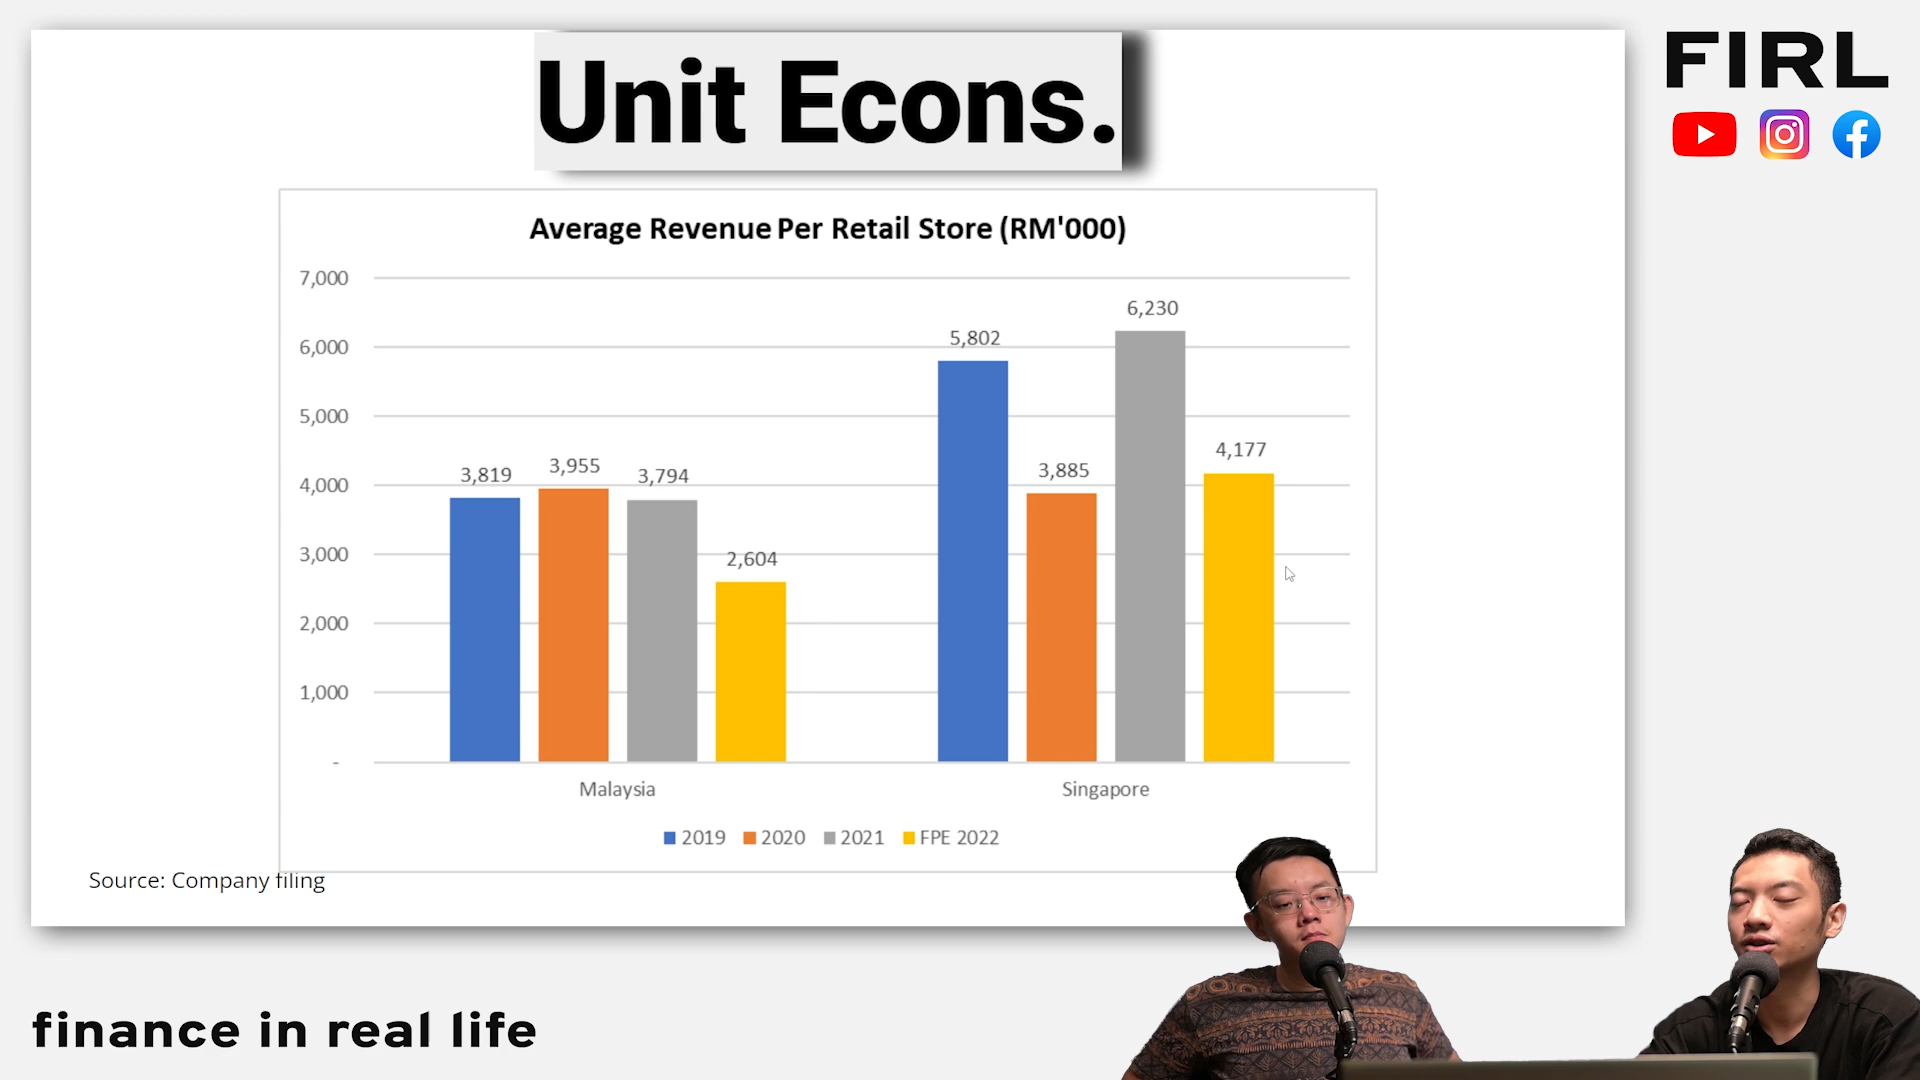 Unit Econs.
FIRL
Average Revenue Per Retail Store (RM'000)
7,000
6,000
5,000
4,000
3,000
2,000
1,000
-
3,819
3,955
3,794
2,604
5,802
3,885
6,230
4,177
Malaysia
Singapore
2019
2020
2021
FPE 2022
Source: Company filing
finance in real life